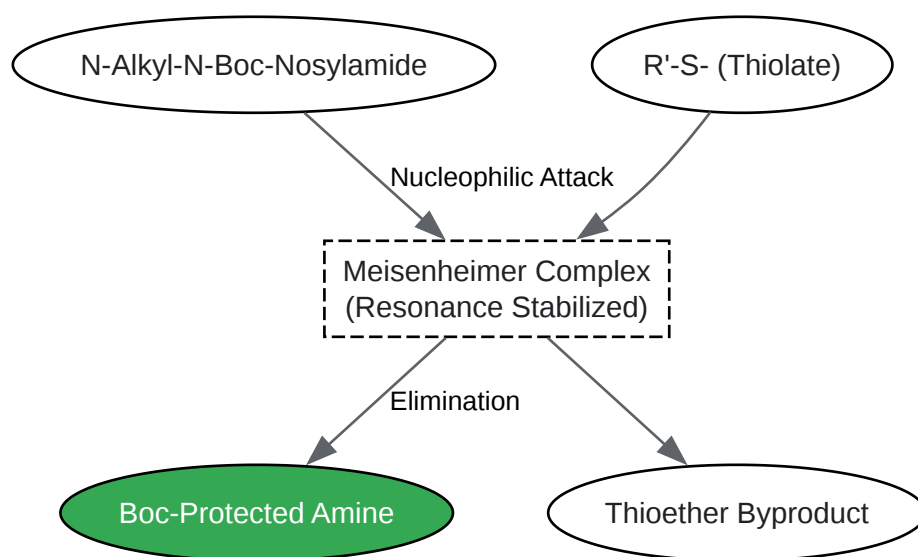 N-Alkyl-N-Boc-Nosylamide
R'-S- (Thiolate)
Nucleophilic Attack
Meisenheimer Complex
(Resonance Stabilized)
Elimination
Boc-Protected Amine
Thioether Byproduct